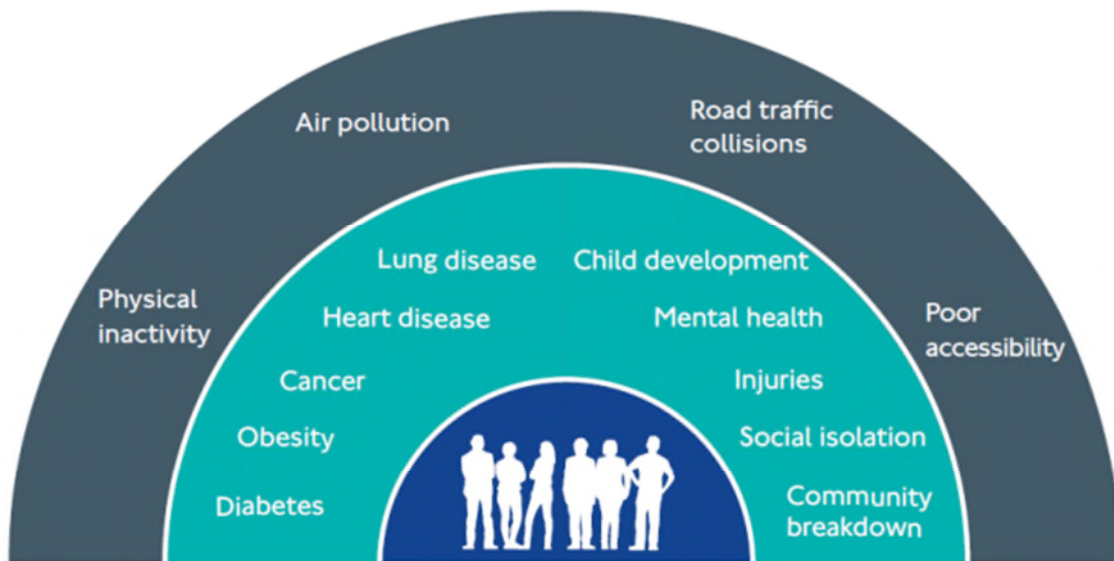 Air pollution
Road traffic
collisions
Physical
inactivity
Poor
accessibility
Lung disease
Child development
Heart disease
Mental health
Cancer
Injuries
Obesity
Social isolation
Diabetes
Community
breakdown